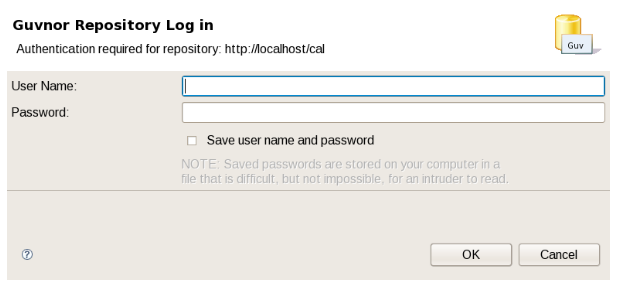 Guvnor Repository Log in
Authentication required for repository: http://localhost/cal
Guv
User Name:
Password:
Save user name and password
NOTE: Saved passwords are stored on your computer in a
file that is difficult, but not impossible, for an intruder to read.
?
OK Cancel